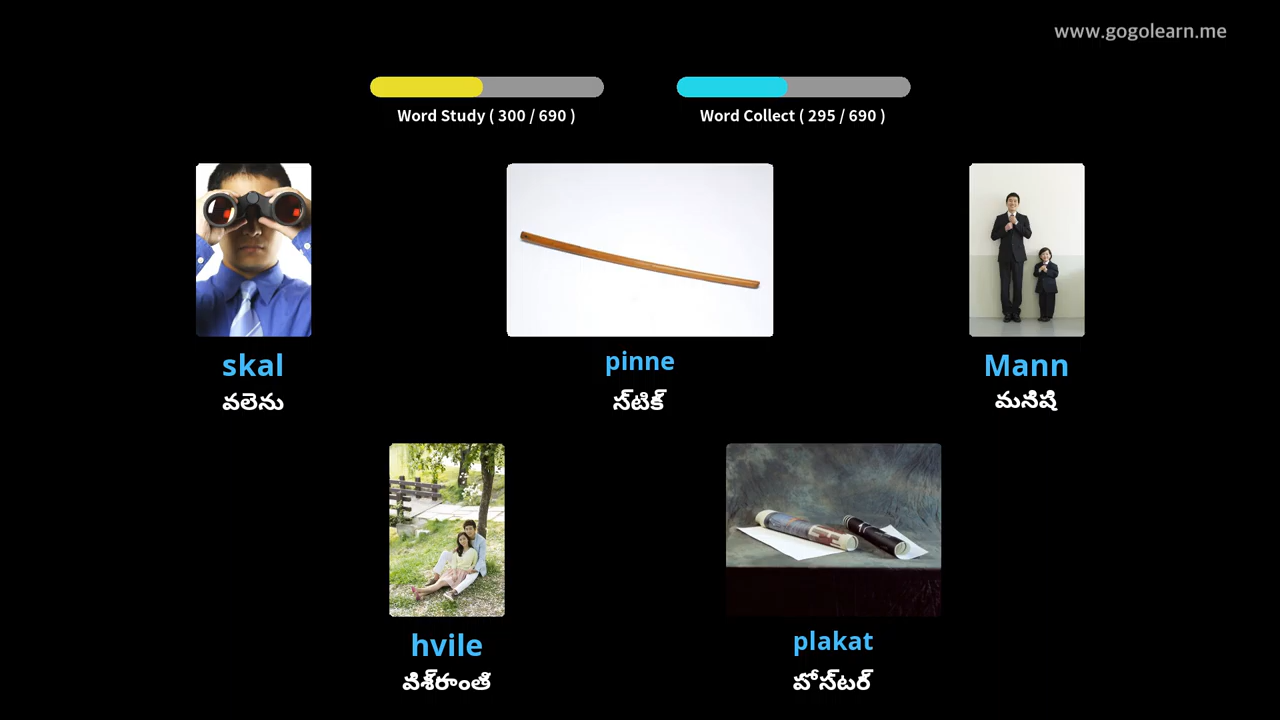 www.gogolearn.me
Word Study ( 300 / 690 )
Word Collect ( 295 / 690 )
skal
వలెను
pinne
స్‌టిక్
Mann
మనిషి
hvile
విశ్‌రాంతి
plakat
పోస్‌టర్